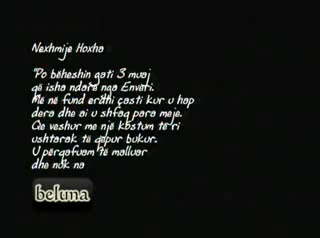 Nexhmije Hoxha
"Po bëheshin gati 3 muaj
që isha ndarë nga Enveri.
Më në fund erdhi çasti kur u hap
dera dhe ai u shfaq para meje.
Qe veshur me një kostum të ri
ushtarak të qepur bukur.
U përqafuam të malluar
dhe nuk na
beluna